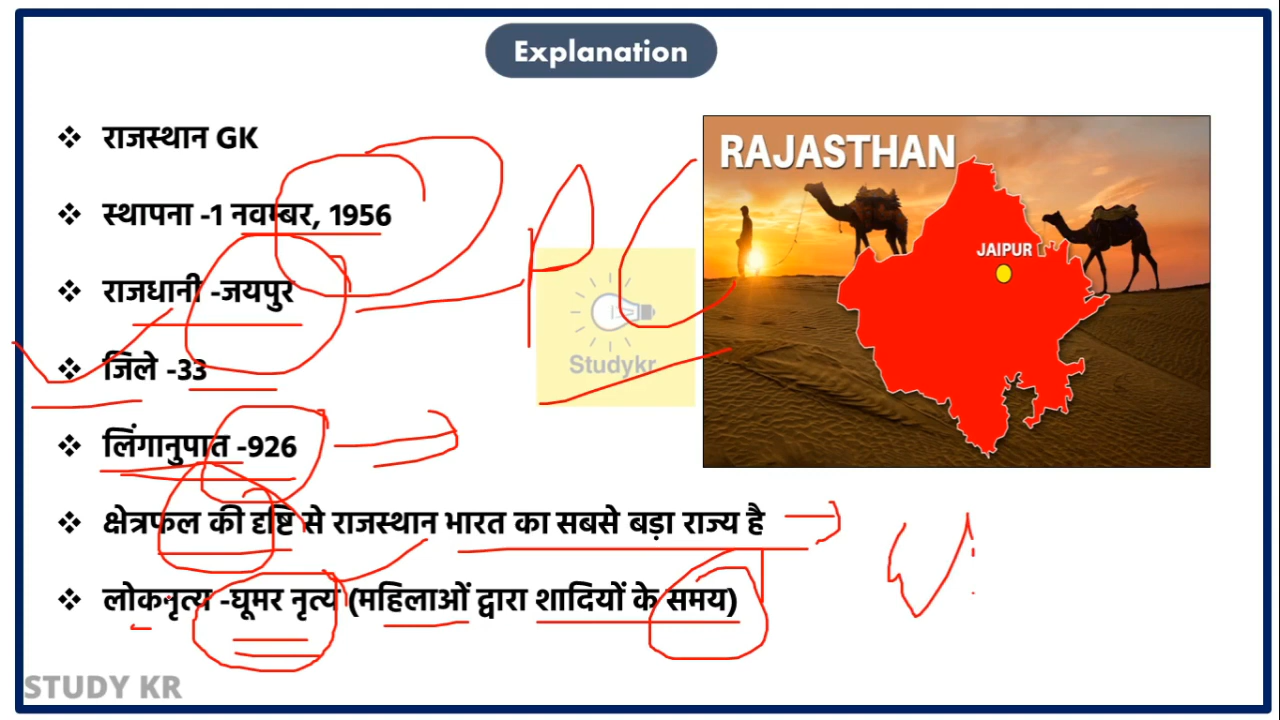 Explanation
राजस्थान GK
स्थापना -1 नवम्बर, 1956
राजधानी -जयपुर
जिले -33
लिंगानुपात -926
क्षेत्रफल की दृष्टि से राजस्थान भारत का सबसे बड़ा राज्य है
लोकनृत्य -घूमर नृत्य (महिलाओं द्वारा शादियों के समय)
RAJASTHAN
JAIPUR
Studykr
STUDY KR